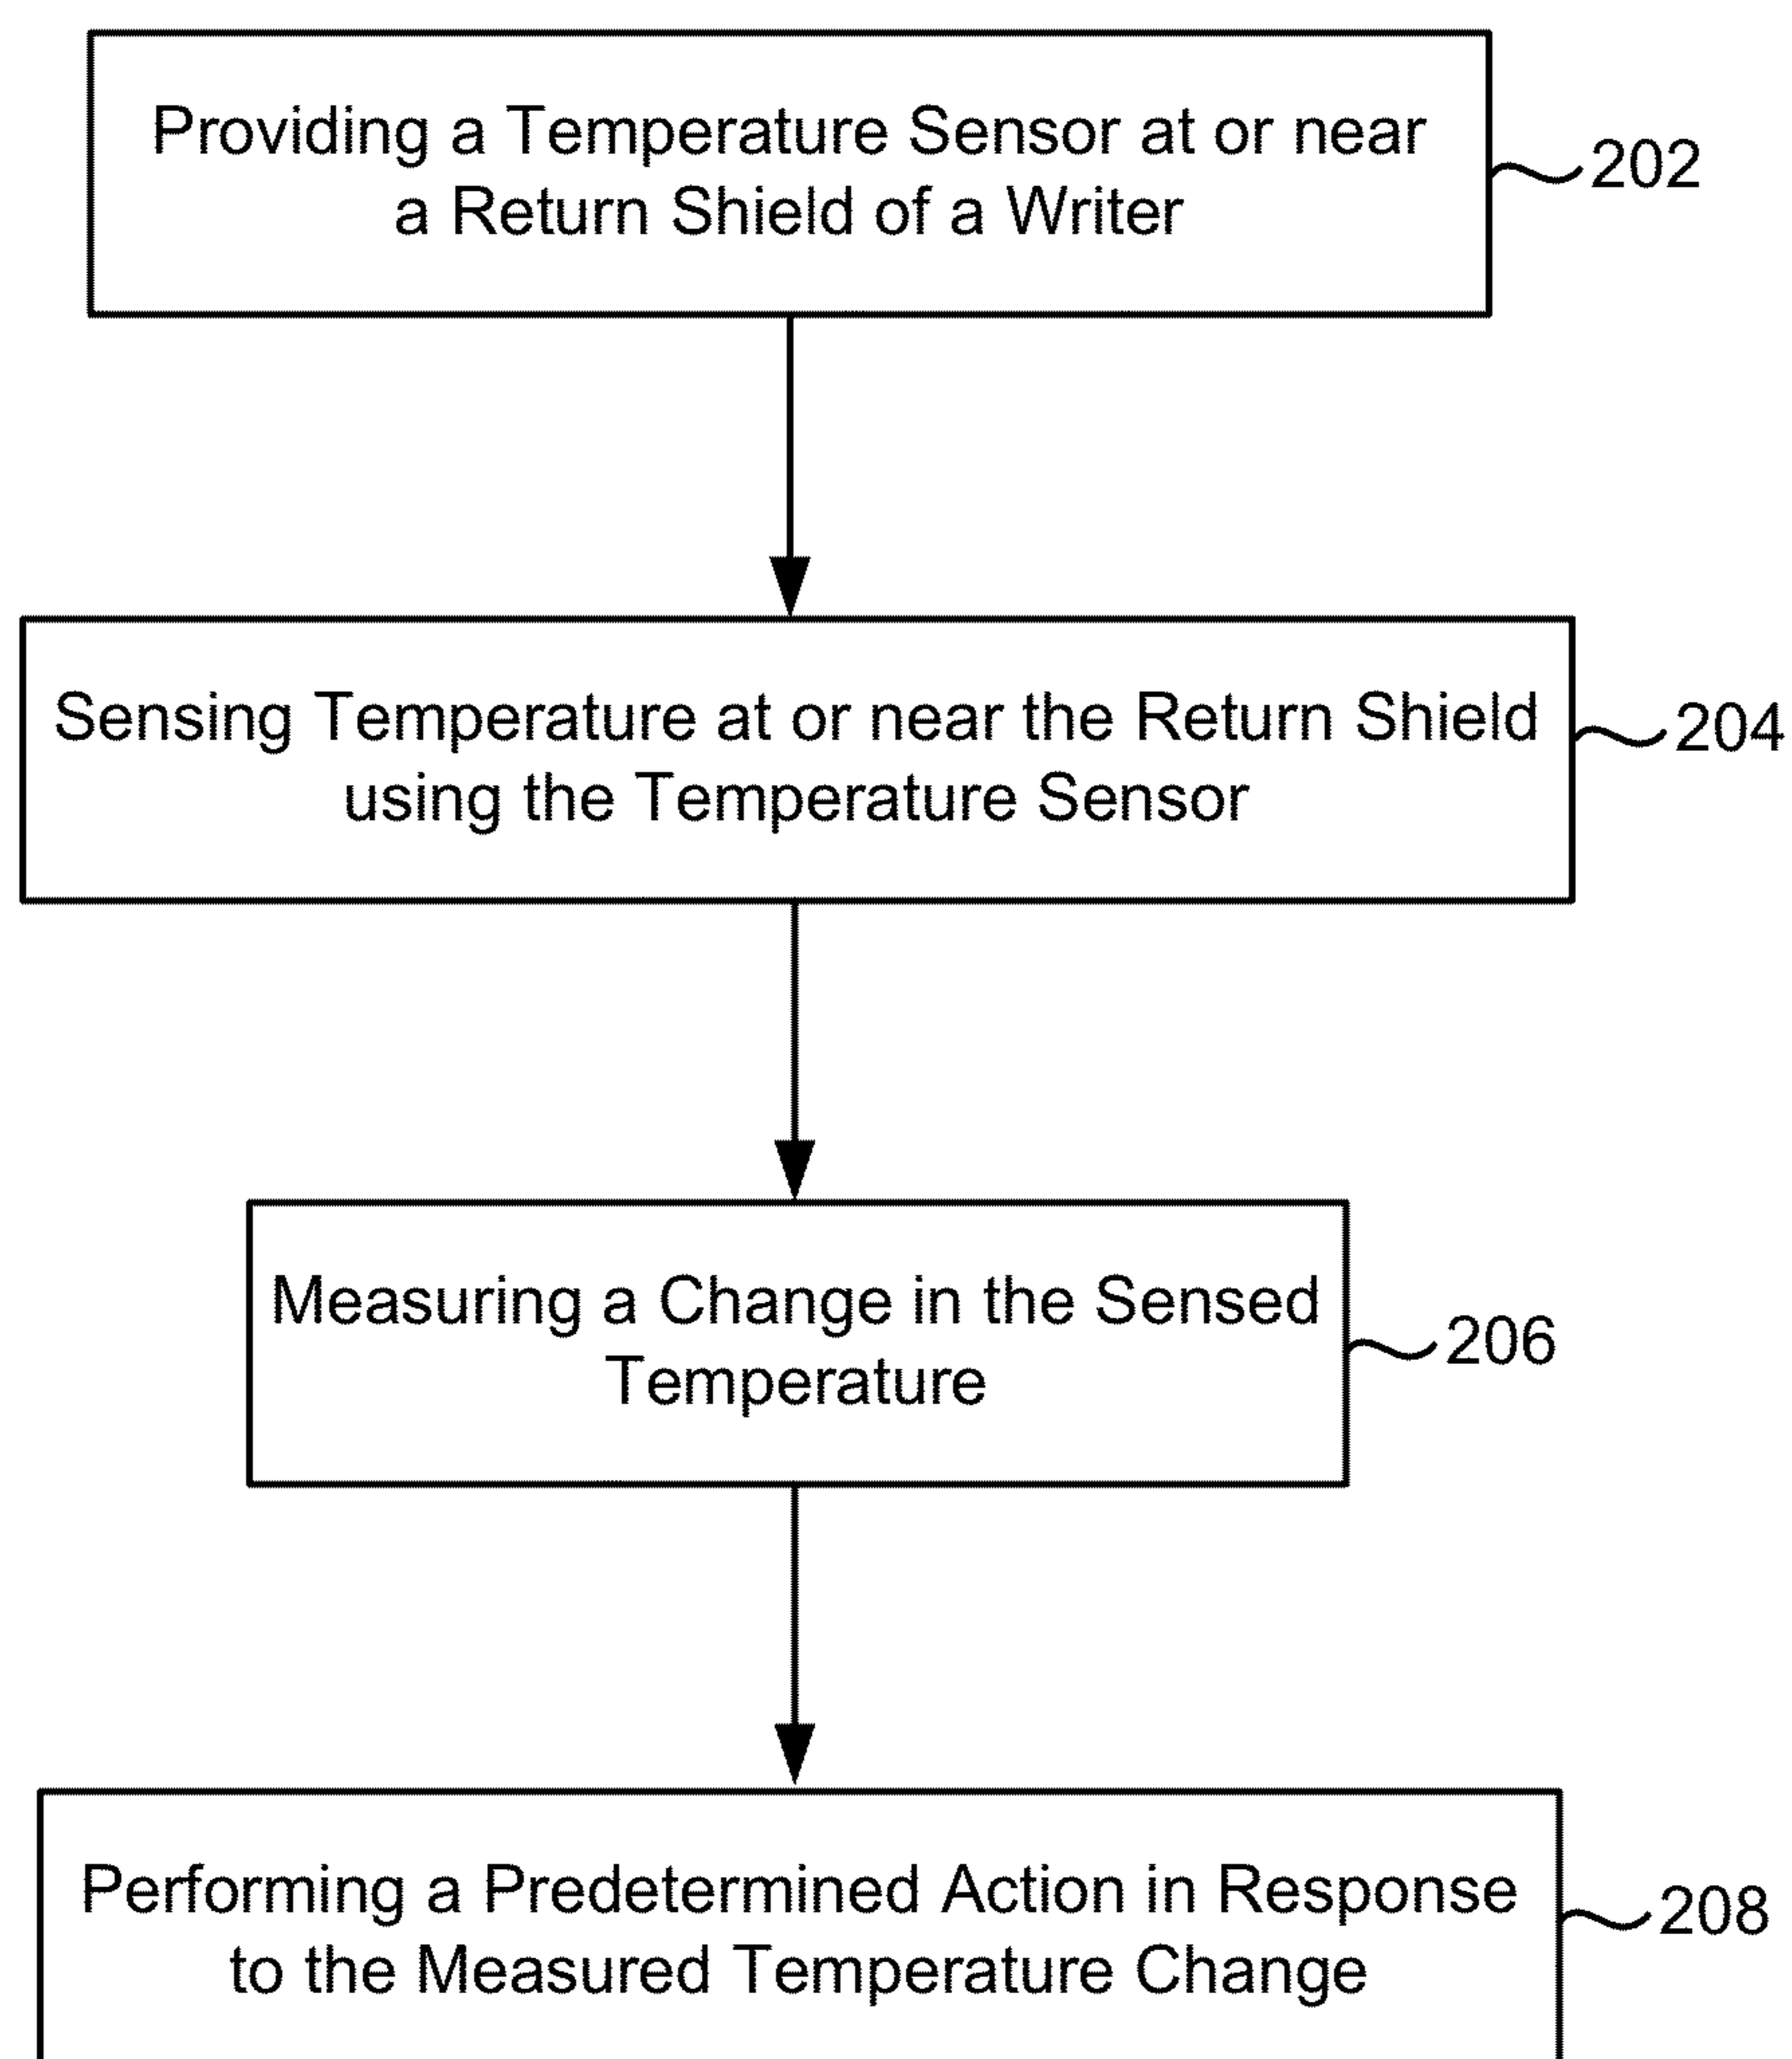 Providing a Temperature Sensor at or near
a Return Shield of a Writer
202
Sensing Temperature at or near the Return Shield
using the Temperature Sensor
204
Measuring a Change in the Sensed
Temperature
206
Performing a Predetermined Action in Response
to the Measured Temperature Change
208